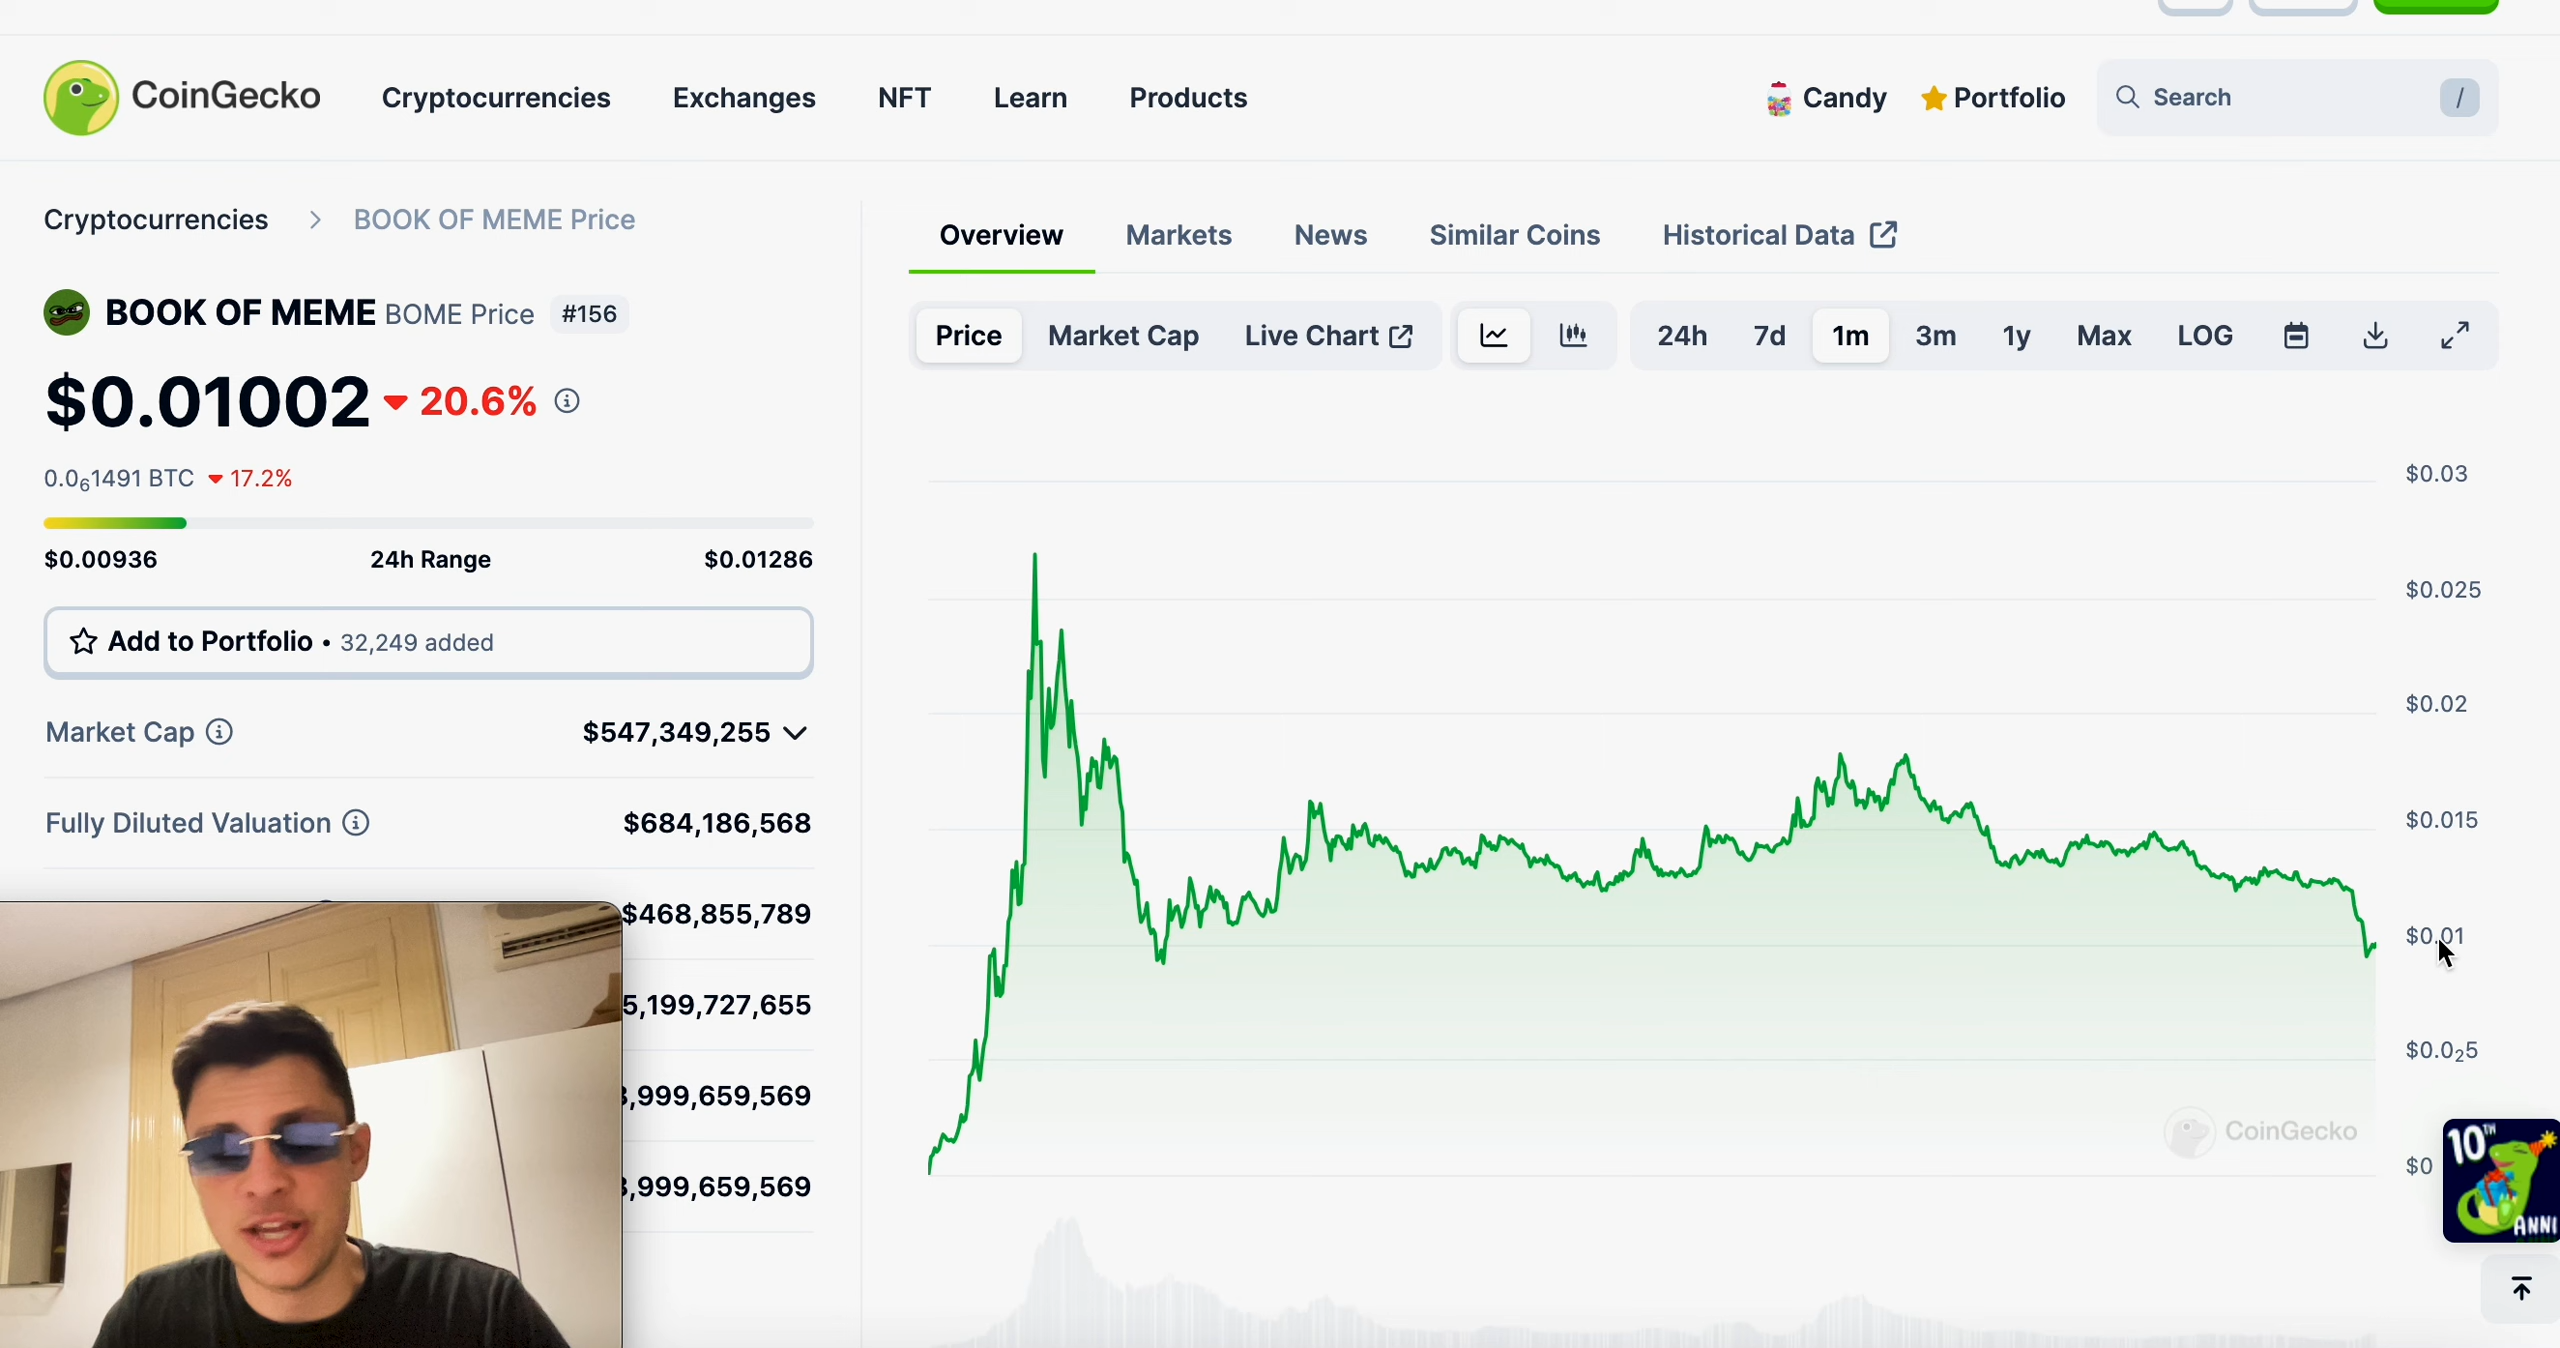 CoinGecko
Cryptocurrencies
Exchanges
NFT
Learn
Products
Candy
Portfolio
Search
/
Cryptocurrencies > BOOK OF MEME Price
BOOK OF MEME BOME Price #156
$0.01002 20.6%
0.0₆1491 BTC 17.2%
$0.00936 24h Range $0.01286
Add to Portfolio • 32,249 added
Market Cap $547,349,255
Fully Diluted Valuation $684,186,568
$468,855,789
5,199,727,655
,999,659,569
,999,659,569
Overview Markets News Similar Coins Historical Data
Price Market Cap Live Chart 24h 7d 1m 3m 1y Max LOG
$0.03
$0.025
$0.02
$0.015
$0.01
$0.0₂5
$0
CoinGecko
10TH
ANNI